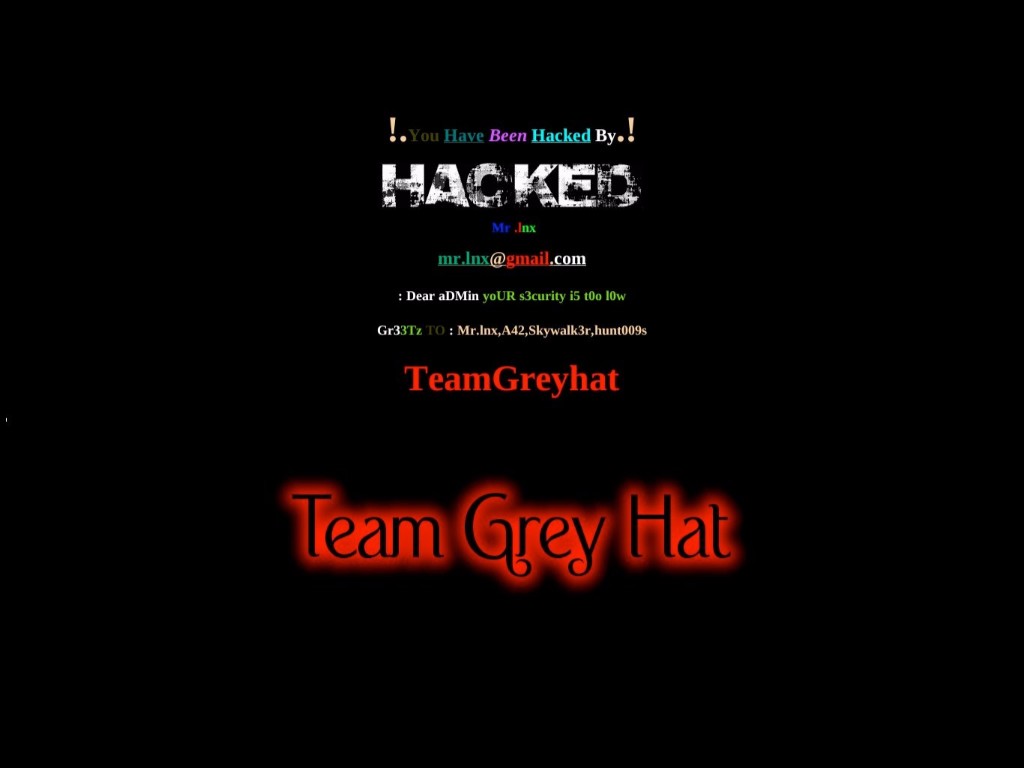 !.You Have Been Hacked By.!
HACKED
Mr .lnx
mr.lnx@gmail.com
: Dear aDMin yoUR s3curity i5 t0o l0w
Gr33Tz TO : Mr.lnx,A42,Skywalk3r,hunt009s
TeamGreyhat
Team Grey Hat